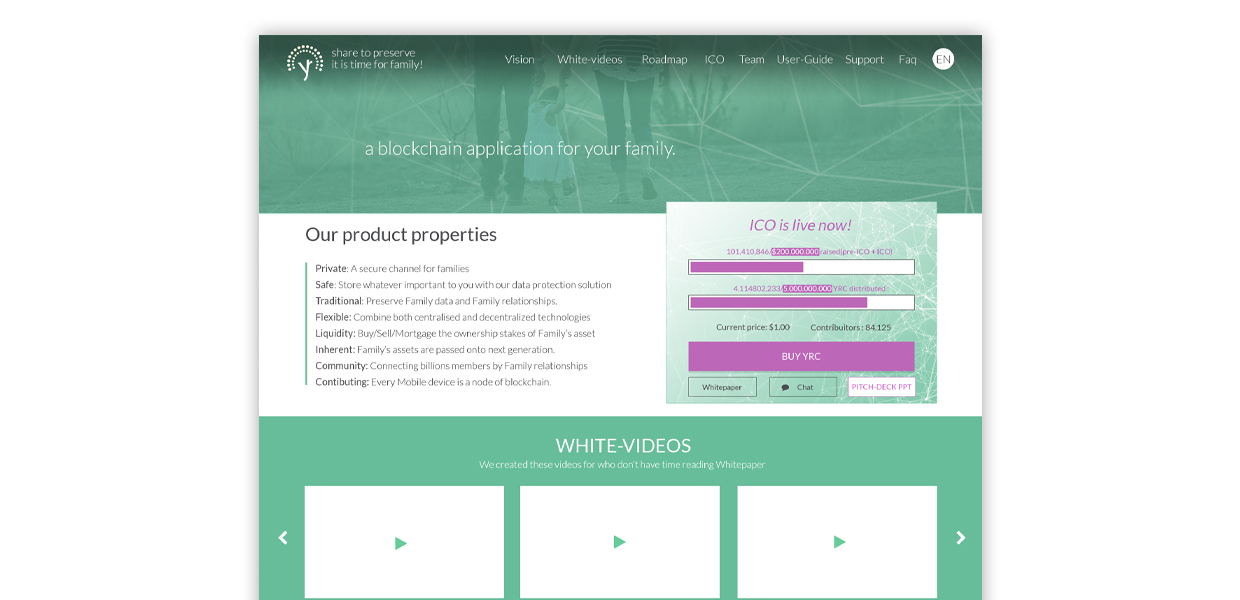 share to preserve
it is time for family!
Vision White-videos Roadmap ICO Team User-Guide Support Faq EN
a blockchain application for your family.
Our product properties
Private: A secure channel for families
Safe: Store whatever important to you with our data protection solution
Traditional: Preserve Family data and Family relationships.
Flexible: Combine both centralised and decentralized technologies
Liquidity: Buy/Sell/Mortgage the ownership stakes of Family's asset
Inherent: Family's assets are passed onto next generation.
Community: Connecting billions members by Family relationships
Contibuting: Every Mobile device is a node of blockchain.
ICO is live now!
101,410,846/$200.000.000 raised(pre-ICO + ICO)
4.114802.233/5.000.000.000 YRC distributed
Current price: $1.00 Contribuitors : 84.125
BUY YRC
Whitepaper Chat PITCH-DECK PPT
WHITE-VIDEOS
We created these videos for who don't have time reading Whitepaper